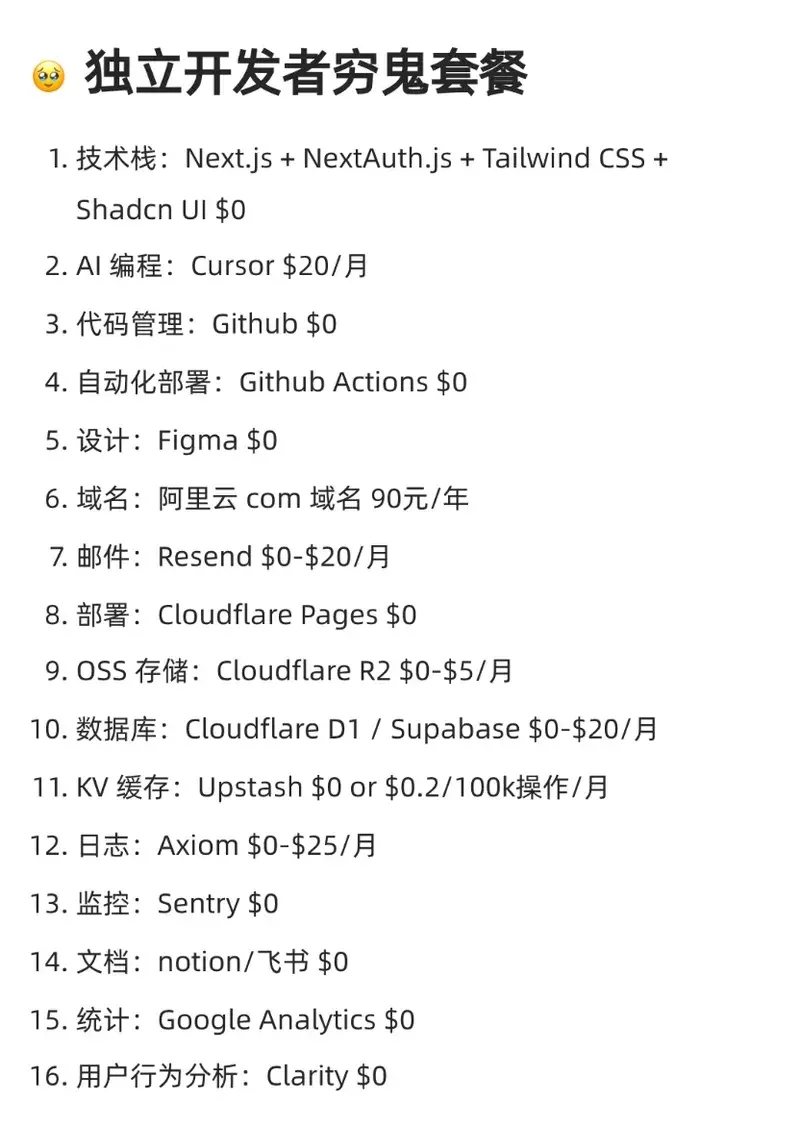 🥹 独立开发者穷鬼套餐
1. 技术栈：Next.js + NextAuth.js + Tailwind CSS +
Shadcn UI $0
2. AI 编程：Cursor $20/月
3. 代码管理：Github $0
4. 自动化部署：Github Actions $0
5. 设计：Figma $0
6. 域名：阿里云 com 域名 90元/年
7. 邮件：Resend $0-$20/月
8. 部署：Cloudflare Pages $0
9. OSS 存储：Cloudflare R2 $0-$5/月
10. 数据库：Cloudflare D1 / Supabase $0-$20/月
11. KV 缓存：Upstash $0 or $0.2/100k操作/月
12. 日志：Axiom $0-$25/月
13. 监控：Sentry $0
14. 文档：notion/飞书 $0
15. 统计：Google Analytics $0
16. 用户行为分析：Clarity $0